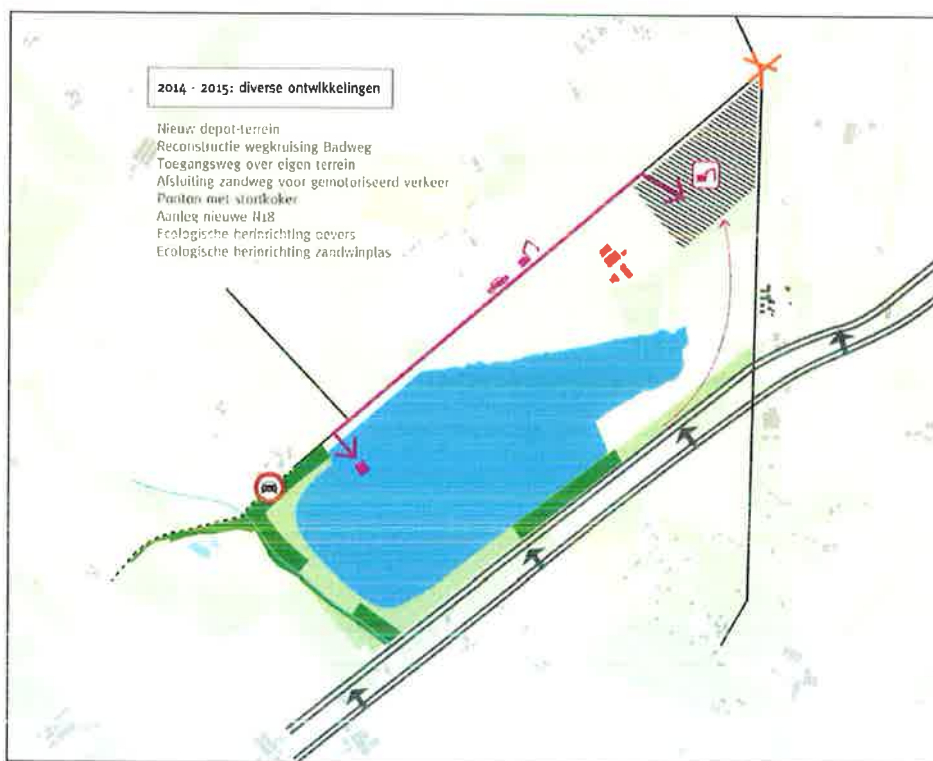 2014 - 2015: diverse ontwikkelingen
Nieuw depot-terrein
Reconstructie wegkruising Badweg
Toegangsweg over eigen terrein
Afsluiting zandweg voor gemotoriseerd verkeer
Ponton met stortkoker
Aanleg nieuwe N18
Ecologische herinrichting oevers
Ecologische herinrichting zandwinplas